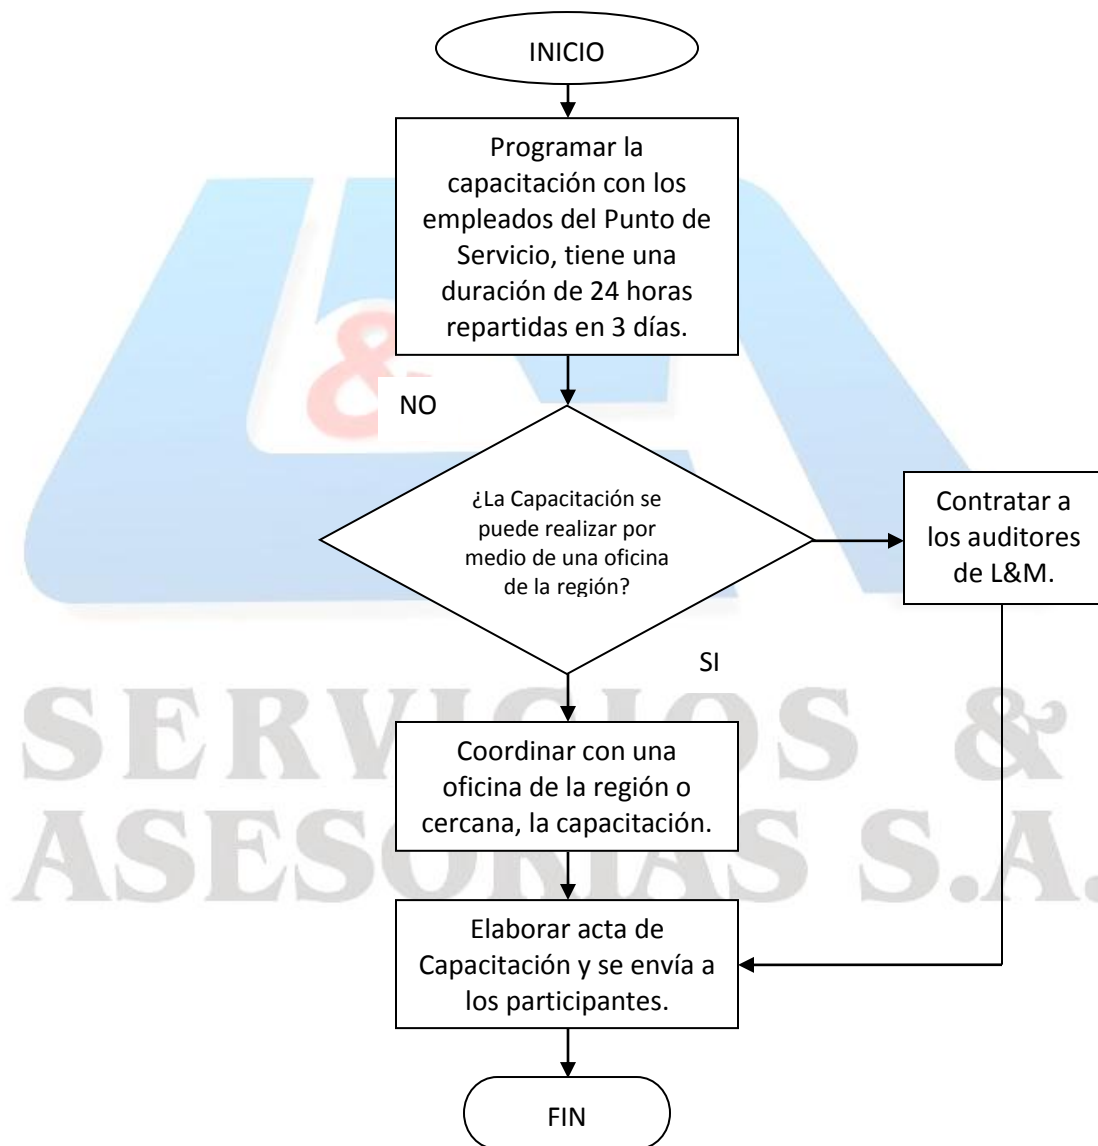 INICIO
Programar la
capacitación con los
empleados del Punto de
Servicio, tiene una
duración de 24 horas
repartidas en 3 días.
NO
¿La Capacitación se
puede realizar por
medio de una oficina
de la región?
Contratar a
los auditores
de L&M.
SI
Coordinar con una
oficina de la región o
cercana, la capacitación.
Elaborar acta de
Capacitación y se envía a
los participantes.
FIN
&
SERVICIOS &
ASESORIAS S.A.